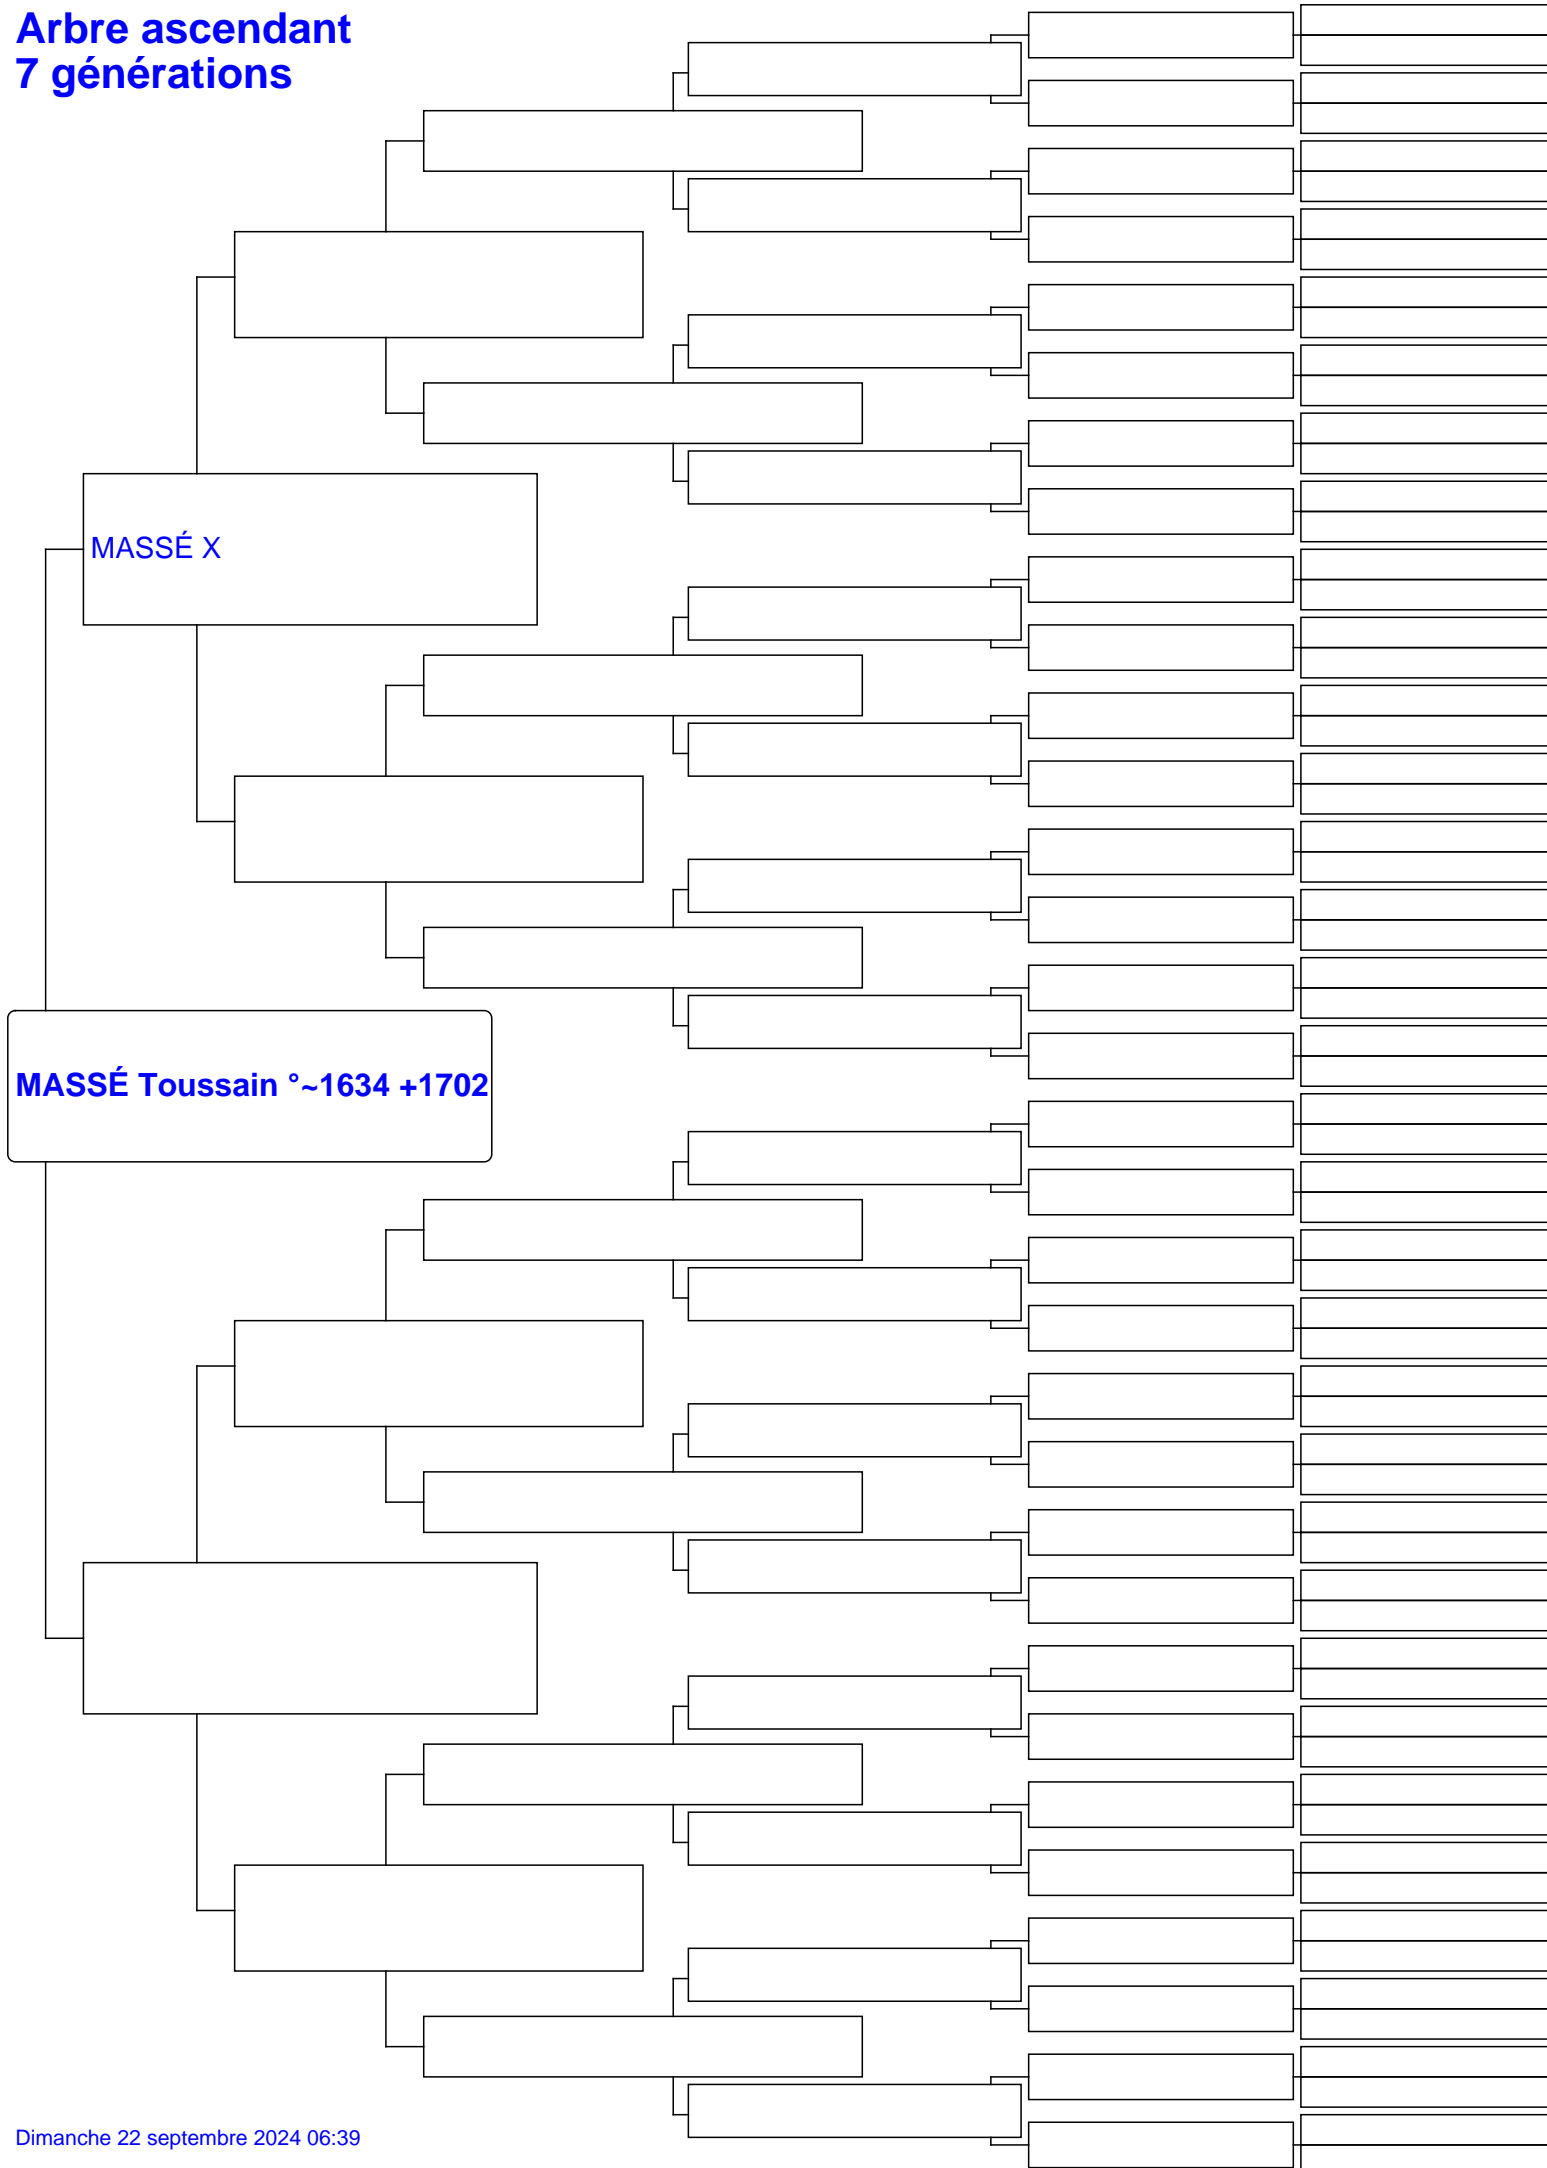 Arbre ascendant
7 générations
MASSÉ X
MASSÉ Toussain °~1634 +1702
Dimanche 22 septembre 2024 06:39